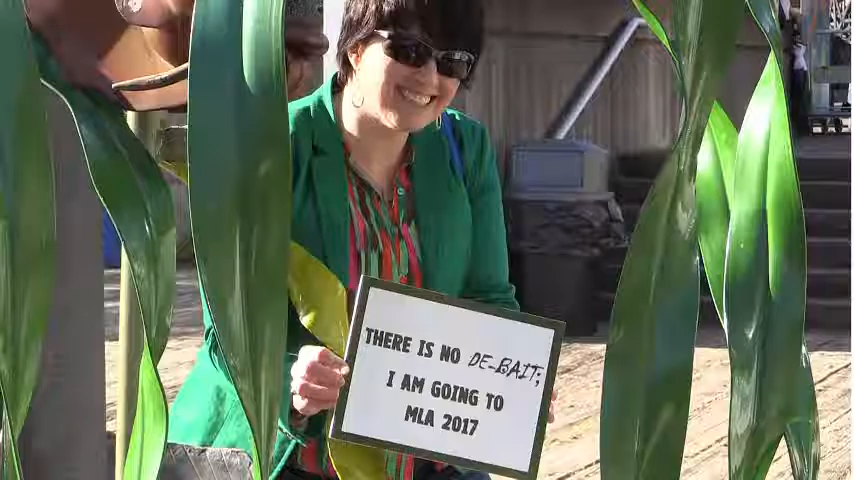 THERE IS NO DE-BAIT;
I AM GOING TO
MLA 2017